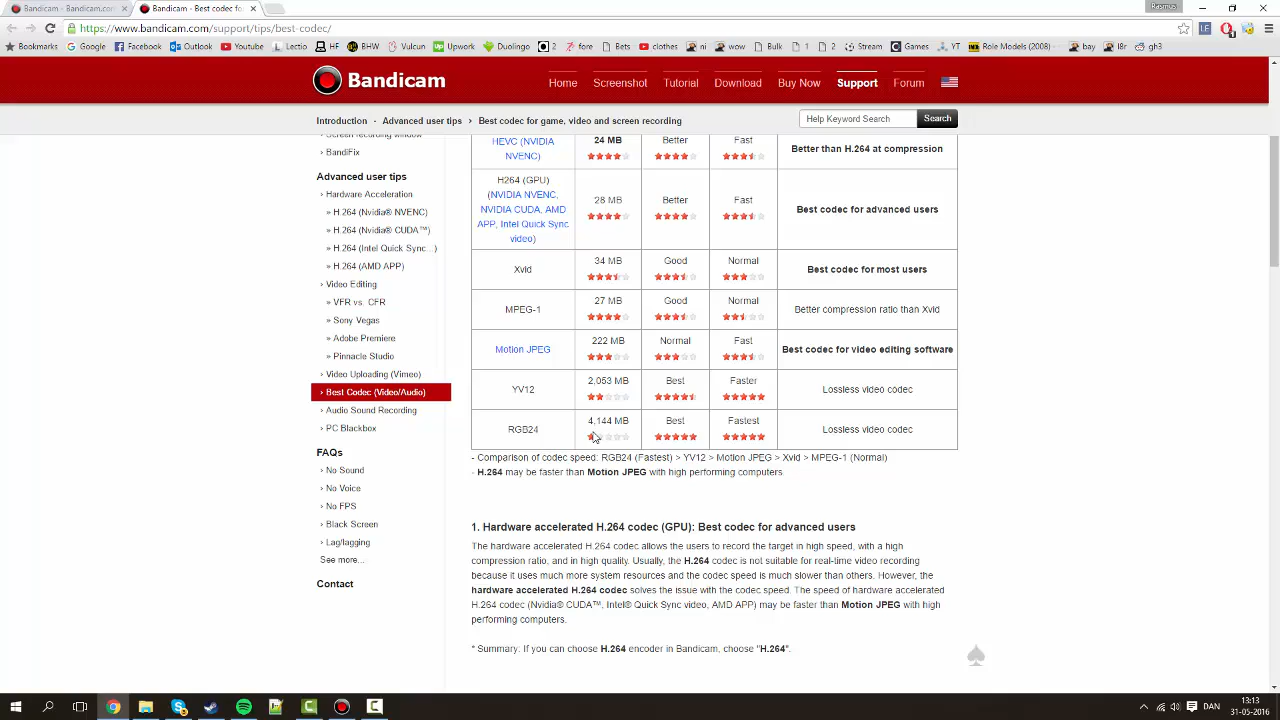 Bandicam - Bandicam.com
Bandicam - Best codec for
Rasmus
https://www.bandicam.com/support/tips/best-codec/
Bookmarks Google Facebook Outlook Youtube Lectio HF BHW Vulcun Upwork Duolingo 2 fore Bets clothes ni wow Bulk 1 2 Stream Games YT Role Models (2008) bay l8r gh3
Bandicam
Home Screenshot Tutorial Download Buy Now Support Forum
Introduction › Advanced user tips › Best codec for game, video and screen recording
Help Keyword Search Search
› Screen recording window
› BandiFix
Advanced user tips
› Hardware Acceleration
» H.264 (Nvidia® NVENC)
» H.264 (Nvidia® CUDA™)
» H.264 (Intel Quick Sync...)
» H.264 (AMD APP)
› Video Editing
» VFR vs. CFR
» Sony Vegas
» Adobe Premiere
» Pinnacle Studio
› Video Uploading (Vimeo)
› Best Codec (Video/Audio)
› Audio Sound Recording
› PC Blackbox
FAQs
› No Sound
› No Voice
› No FPS
› Black Screen
› Lag/lagging
See more...
Contact
HEVC (NVIDIA
NVENC)
24 MB
Better
Fast
Better than H.264 at compression
H264 (GPU)
(NVIDIA NVENC,
NVIDIA CUDA, AMD
APP, Intel Quick Sync
video)
28 MB
Better
Fast
Best codec for advanced users
Xvid
34 MB
Good
Normal
Best codec for most users
MPEG-1
27 MB
Good
Normal
Better compression ratio than Xvid
Motion JPEG
222 MB
Normal
Fast
Best codec for video editing software
YV12
2,053 MB
Best
Faster
Lossless video codec
RGB24
4,144 MB
Best
Fastest
Lossless video codec
- Comparison of codec speed: RGB24 (Fastest) > YV12 > Motion JPEG > Xvid > MPEG-1 (Normal)
- H.264 may be faster than Motion JPEG with high performing computers.
1. Hardware accelerated H.264 codec (GPU): Best codec for advanced users
The hardware accelerated H.264 codec allows the users to record the target in high speed, with a high
compression ratio, and in high quality. Usually, the H.264 codec is not suitable for real-time video recording
because it uses much more system resources and the codec speed is much slower than others. However, the
hardware accelerated H.264 codec solves the issue with the codec speed. The speed of hardware accelerated
H.264 codec (Nvidia® CUDA™, Intel® Quick Sync video, AMD APP) may be faster than Motion JPEG with high
performing computers.
* Summary: If you can choose H.264 encoder in Bandicam, choose "H.264".
DAN
13:13
31-05-2016